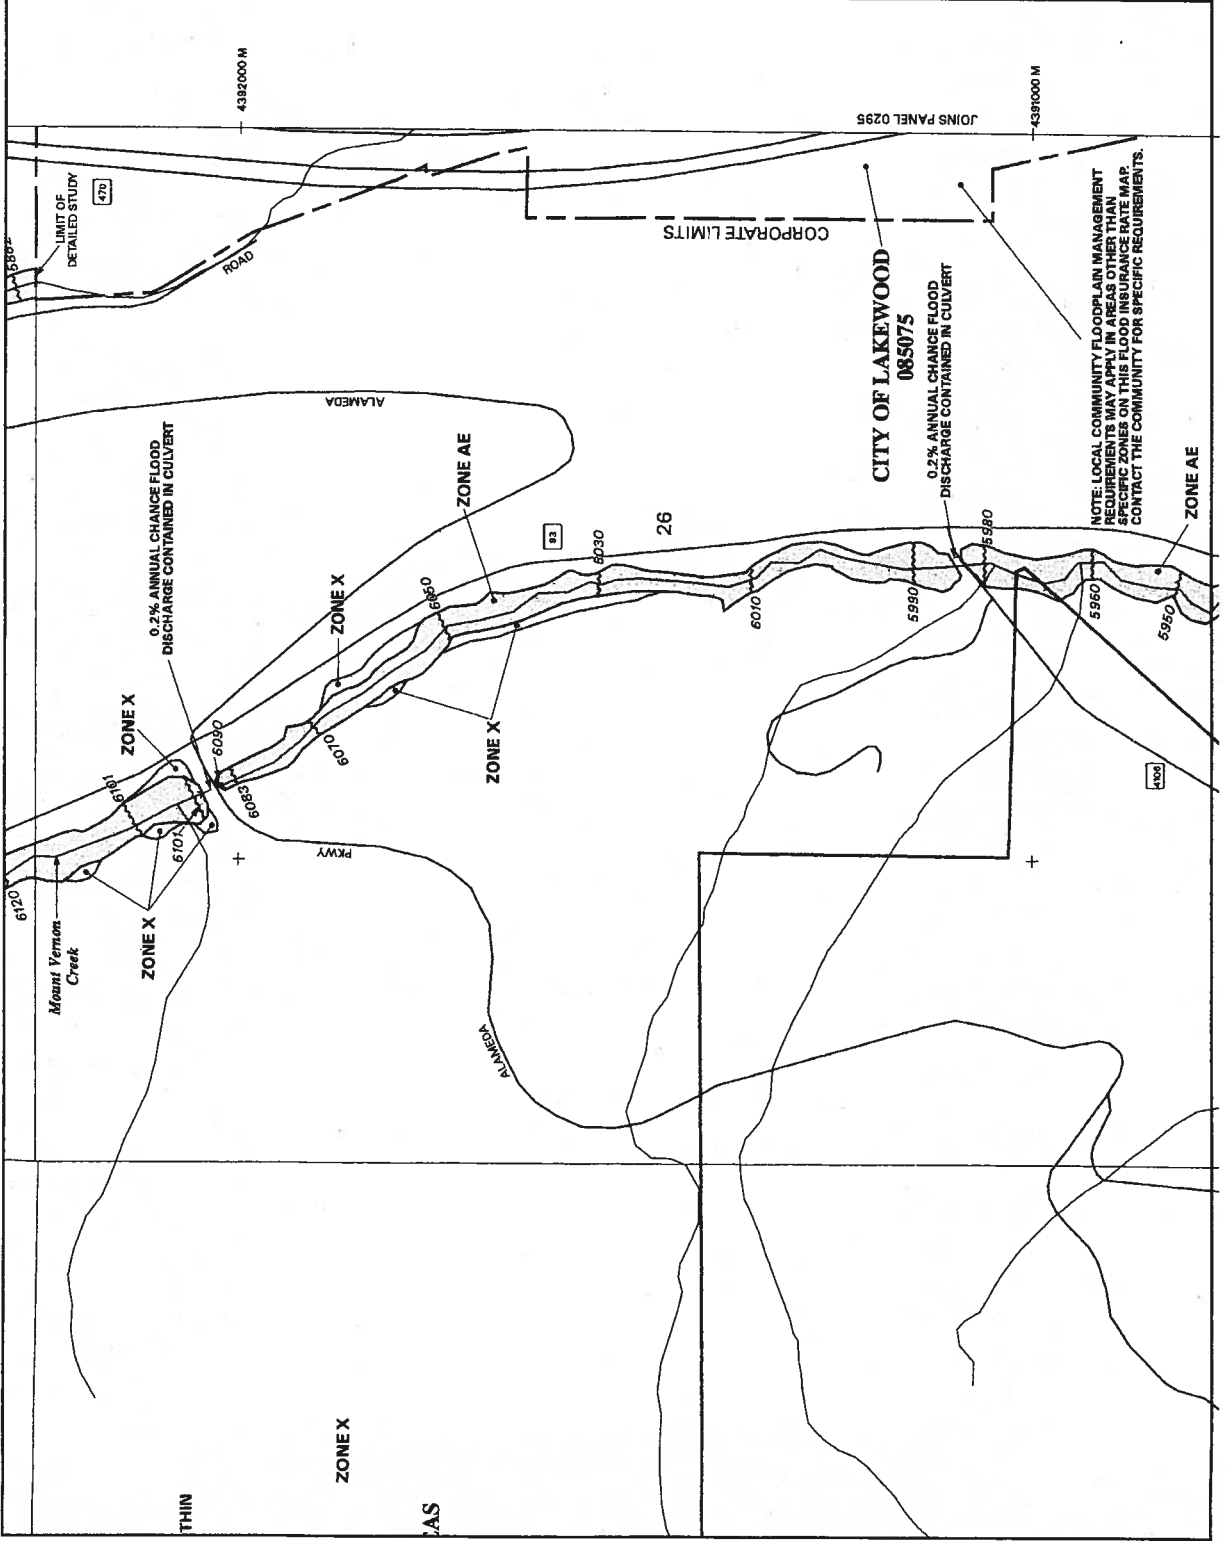 4392000 M
JOINS PANEL 0295
4391000 M
470
LIMIT OF
DETAILED STUDY
ROAD
CORPORATE LIMITS
CITY OF LAKEWOOD
085075
NOTE: LOCAL COMMUNITY FLOODPLAIN MANAGEMENT
REQUIREMENTS MAY APPLY IN AREAS OTHER THAN
SPECIFIC ZONES ON THIS FLOOD INSURANCE RATE MAP.
CONTACT THE COMMUNITY FOR SPECIFIC REQUIREMENTS.
ALAMEDA
0.2% ANNUAL CHANCE FLOOD
DISCHARGE CONTAINED IN CULVERT
0.2% ANNUAL CHANCE FLOOD
DISCHARGE CONTAINED IN CULVERT
ZONE AE
ZONE AE
93
26
ZONE X
ZONE X
ZONE X
6101
6090
6083
6070
6050
6030
6010
5990
5980
5960
5950
6101
6120
Mount Vernon
Creek
ZONE X
PKWY
ALAMEDA
4106
ZONE X
THIN
AS